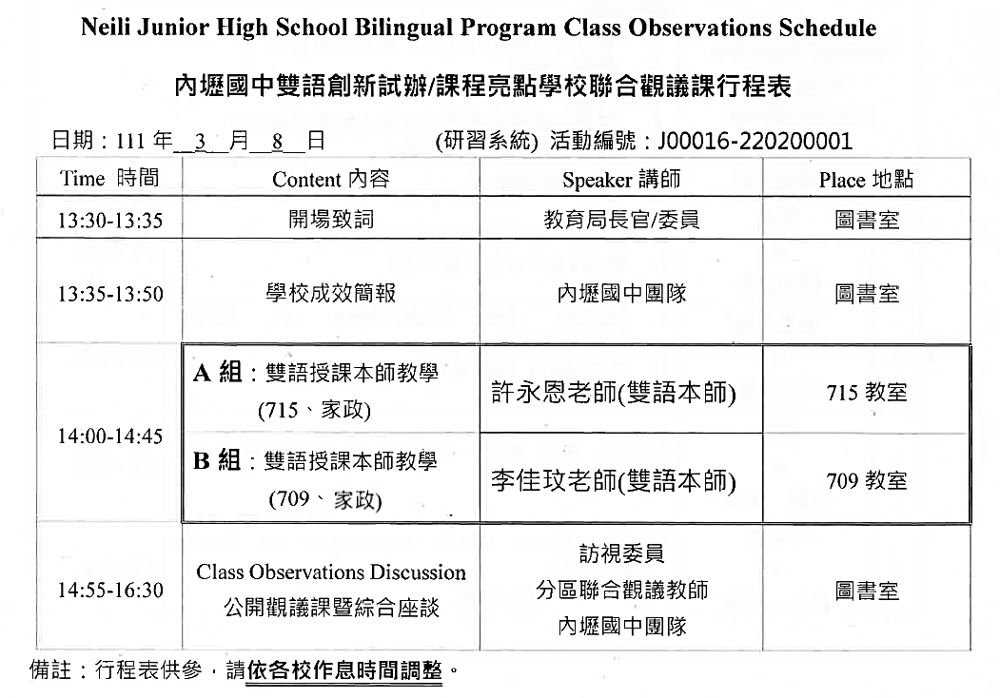 Neili Junior High School Bilingual Program Class Observations Schedule
內壢國中雙語創新試辦/課程亮點學校聯合觀議課行程表
日期：111 年 3 月 8 日 (研習系統) 活動編號：J00016-220200001
Time 時間 Content 內容 Speaker 講師 Place 地點
13:30-13:35 開場致詞 教育局長官/委員 圖書室
13:35-13:50 學校成效簡報 內壢國中團隊 圖書室
14:00-14:45
A 組：雙語授課本師教學
(715、家政)
許永恩老師(雙語本師) 715 教室
B 組：雙語授課本師教學
(709、家政)
李佳玟老師(雙語本師) 709 教室
14:55-16:30
Class Observations Discussion
公開觀議課暨綜合座談
訪視委員
分區聯合觀議教師
內壢國中團隊
圖書室
備註：行程表供參，請依各校作息時間調整。